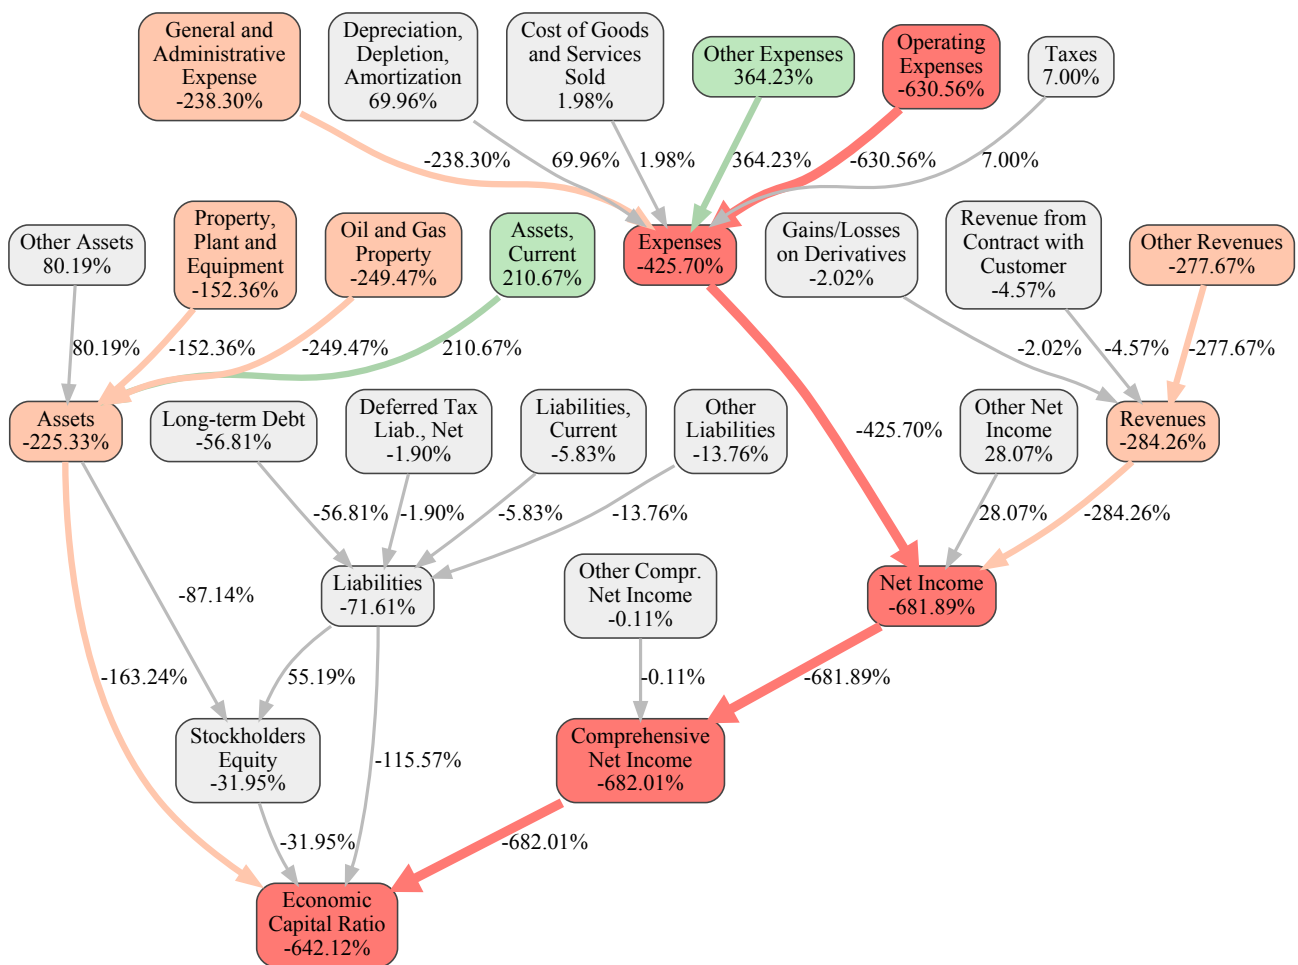 General and
Administrative
Expense
-238.30%
Depreciation,
Depletion,
Amortization
69.96%
Cost of Goods
and Services
Sold
1.98%
Other Expenses
364.23%
Operating
Expenses
-630.56%
Taxes
7.00%
-238.30%
69.96%
1.98%
364.23%
-630.56%
7.00%
Other Assets
80.19%
Property,
Plant and
Equipment
-152.36%
Oil and Gas
Property
-249.47%
Assets,
Current
210.67%
Expenses
-425.70%
Gains/Losses
on Derivatives
-2.02%
Revenue from
Contract with
Customer
-4.57%
Other Revenues
-277.67%
80.19%
-152.36%
-249.47%
210.67%
-2.02%
-4.57%
-277.67%
Assets
-225.33%
Long-term Debt
-56.81%
Deferred Tax
Liab., Net
-1.90%
Liabilities,
Current
-5.83%
Other
Liabilities
-13.76%
-425.70%
Other Net
Income
28.07%
Revenues
-284.26%
-56.81%
-1.90%
-5.83%
-13.76%
28.07%
-284.26%
-87.14%
Liabilities
-71.61%
Other Compr.
Net Income
-0.11%
Net Income
-681.89%
-163.24%
55.19%
-0.11%
-681.89%
Stockholders
Equity
-31.95%
-115.57%
Comprehensive
Net Income
-682.01%
-31.95%
-682.01%
Economic
Capital Ratio
-642.12%